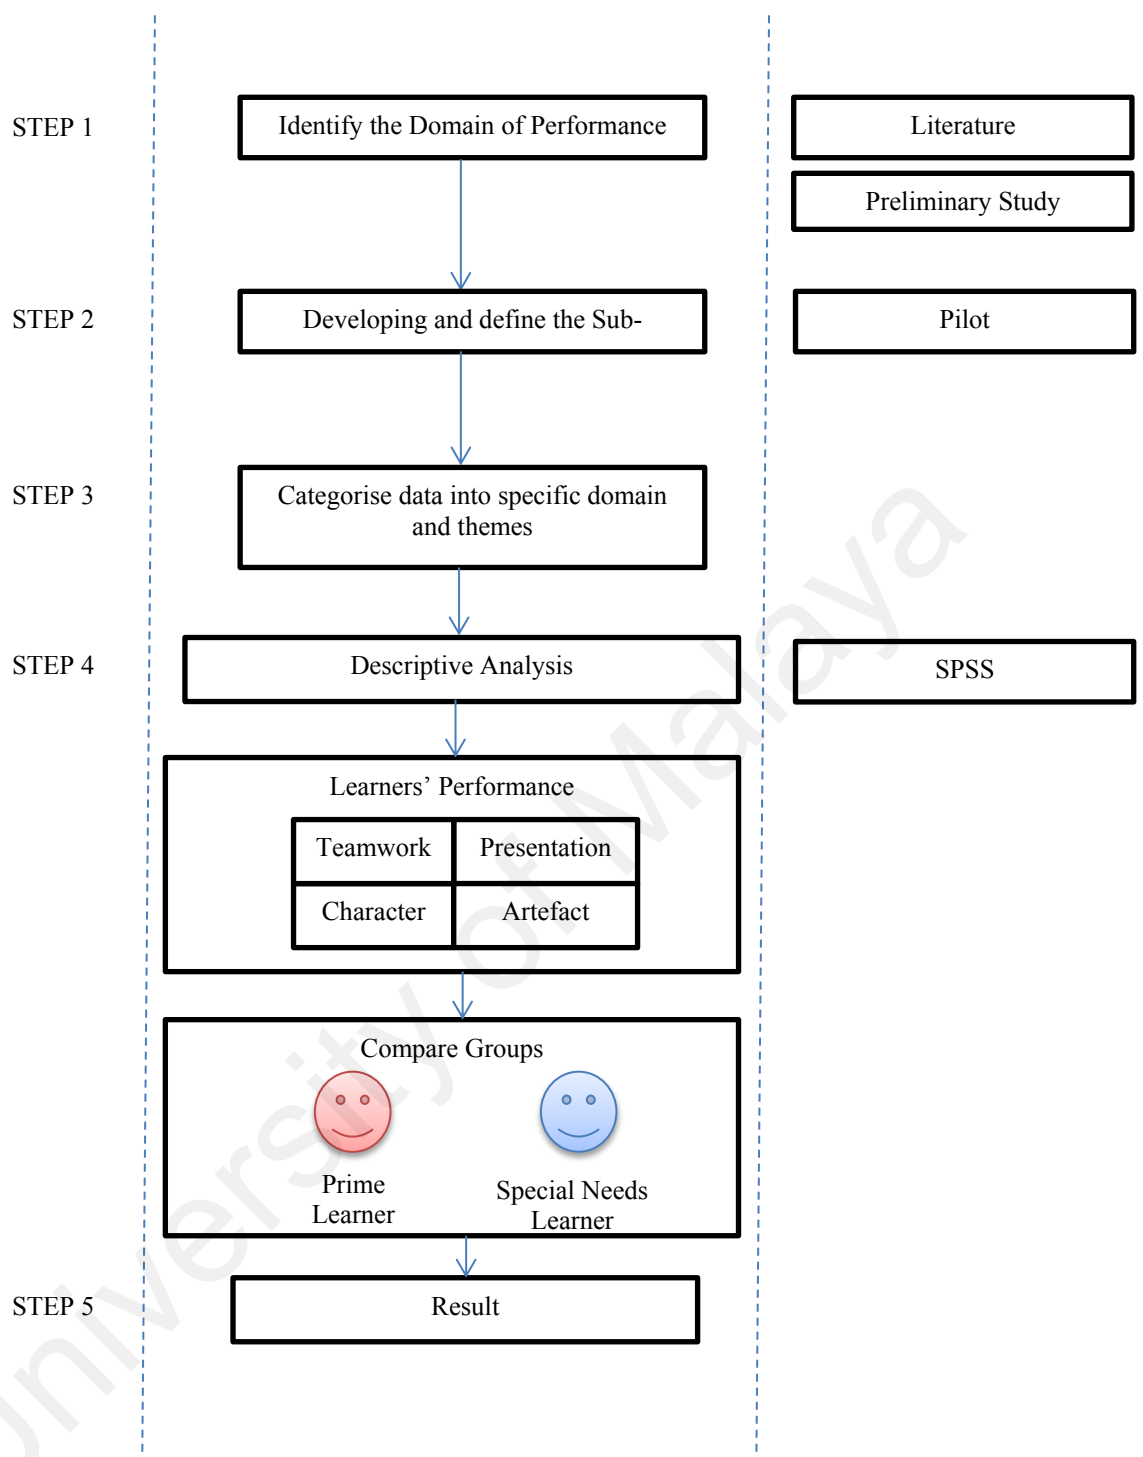 STEP 1
Identify the Domain of Performance
Literature
Preliminary Study
STEP 2
Developing and define the Sub-
Pilot
STEP 3
Categorise data into specific domain
and themes
STEP 4
Descriptive Analysis
SPSS
Learners’ Performance
Teamwork
Presentation
Character
Artefact
Compare Groups
Prime
Learner
Special Needs
Learner
STEP 5
Result
University of Malaya